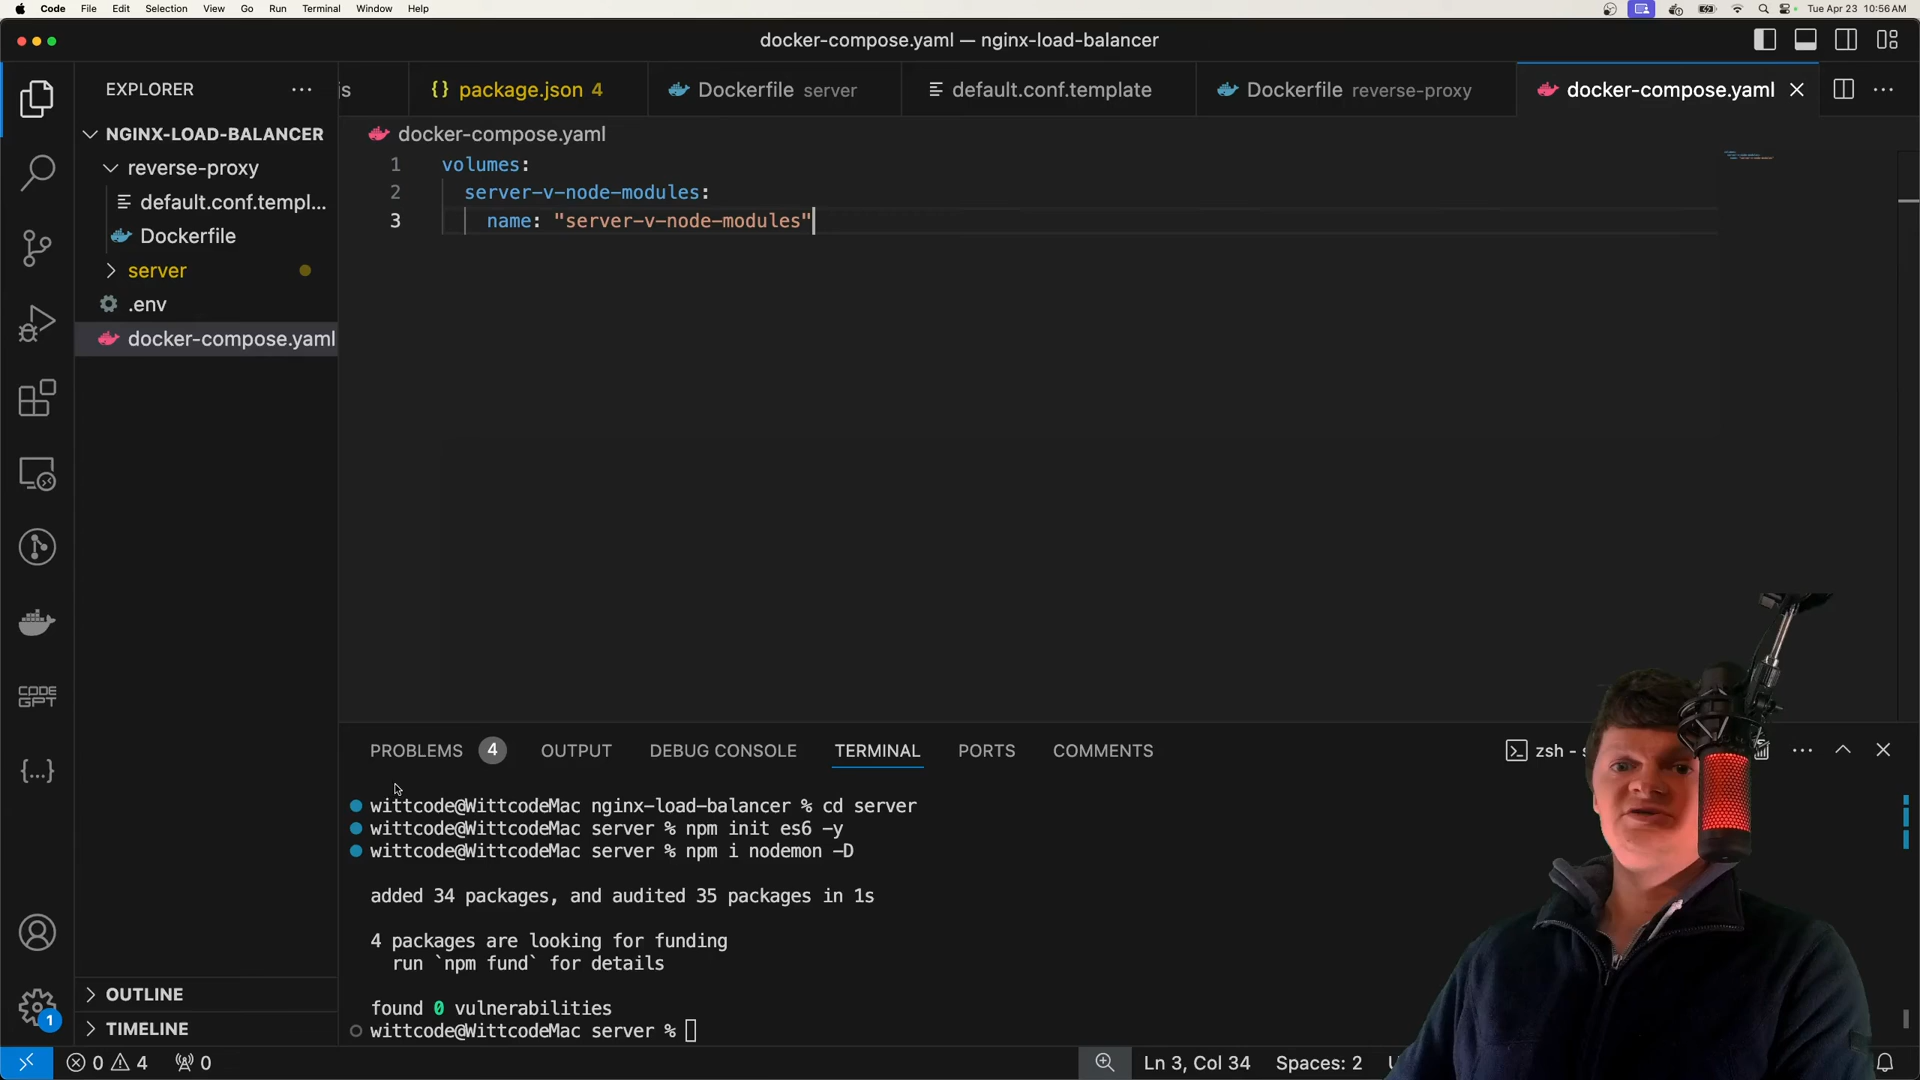 Code File Edit Selection View Go Run Terminal Window Help
Tue Apr 23 10:56 AM
docker-compose.yaml — nginx-load-balancer
EXPLORER
js
package.json 4
Dockerfile server
default.conf.template
Dockerfile reverse-proxy
docker-compose.yaml
NGINX-LOAD-BALANCER
reverse-proxy
default.conf.templ...
Dockerfile
server
.env
docker-compose.yaml
docker-compose.yaml
1 volumes:
2 server-v-node-modules:
3 name: "server-v-node-modules"
CODE GPT
PROBLEMS 4 OUTPUT DEBUG CONSOLE TERMINAL PORTS COMMENTS
zsh - s
wittcode@WittcodeMac nginx-load-balancer % cd server
wittcode@WittcodeMac server % npm init es6 -y
wittcode@WittcodeMac server % npm i nodemon -D
added 34 packages, and audited 35 packages in 1s
4 packages are looking for funding
run `npm fund` for details
found 0 vulnerabilities
wittcode@WittcodeMac server %
OUTLINE
TIMELINE
1
0 4 0
Ln 3, Col 34 Spaces: 2